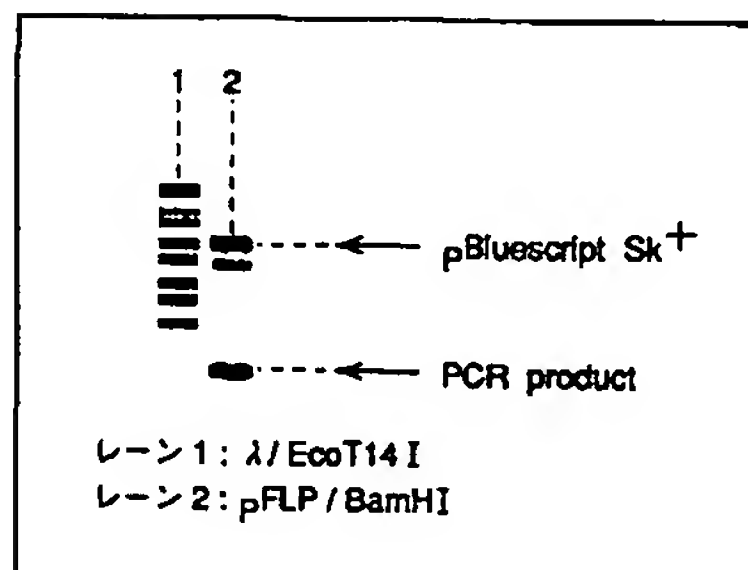 1 2
pBluescript Sk+
PCR product
レーン1: λ/EcoT14 I
レーン2: pFLP/BamHI